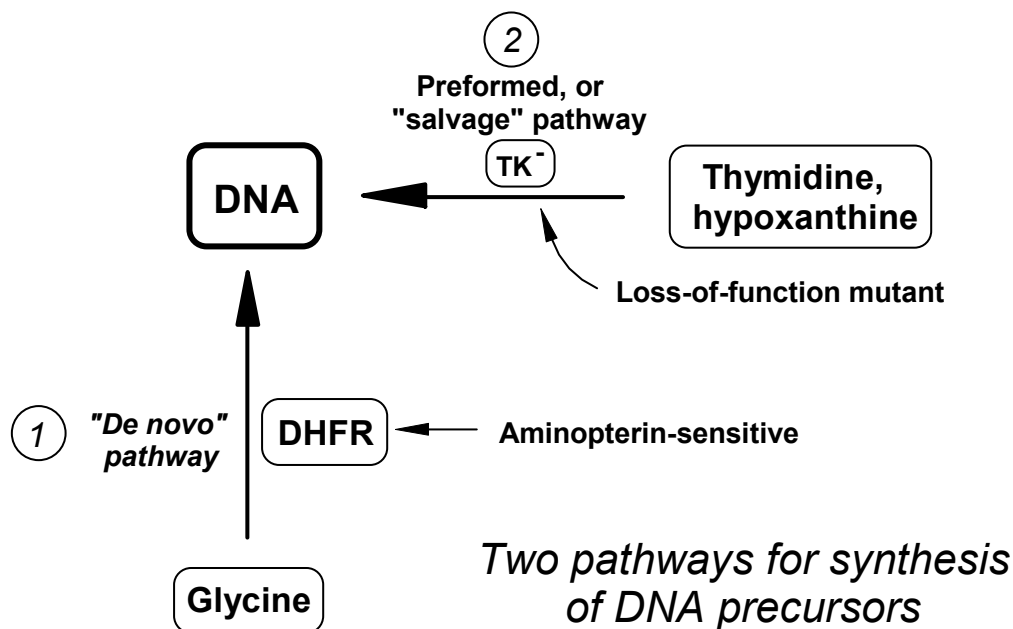 2
Preformed, or
"salvage" pathway
TK -
DNA
Thymidine,
hypoxanthine
Loss-of-function mutant
1
"De novo"
pathway
DHFR
Aminopterin-sensitive
Glycine
Two pathways for synthesis
of DNA precursors